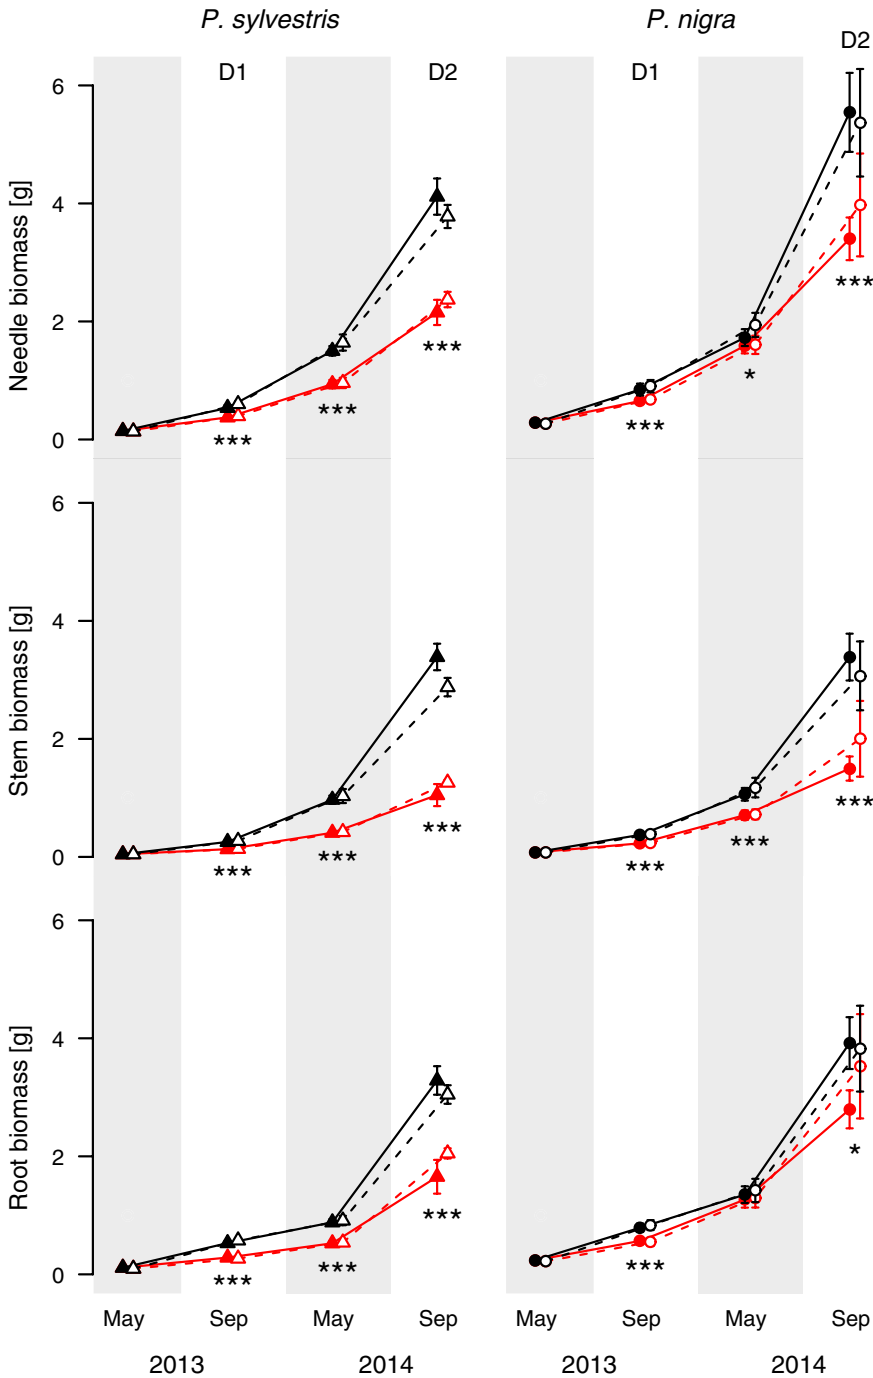 P. sylvestris P. nigra
D1 D2 D1 D2
Needle biomass [g]
6
4
2
0
*** *** *** *** * ***
Stem biomass [g]
6
4
2
0
*** *** *** *** *** ***
Root biomass [g]
6
4
2
0
*** *** *** *** *
May Sep May Sep May Sep May Sep
2013 2014 2013 2014